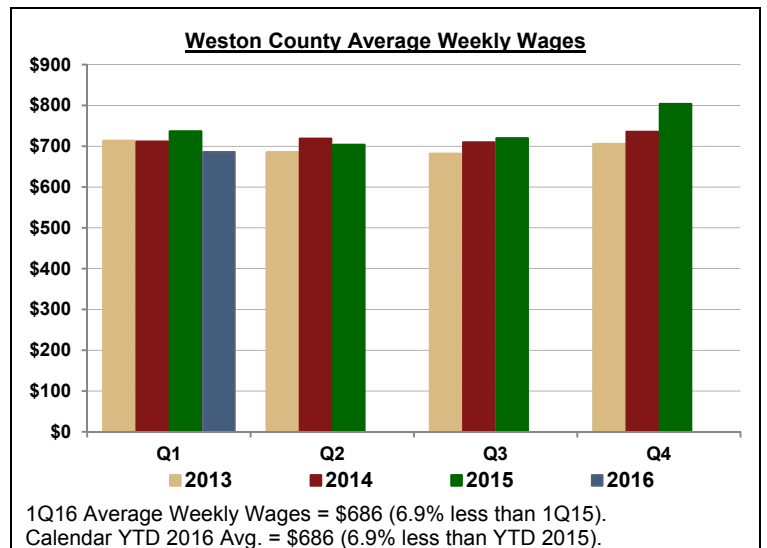 Weston County Average Weekly Wages
$900
$800
$700
$600
$500
$400
$300
$200
$100
$0
Q1 Q2 Q3 Q4
2013 2014 2015 2016
1Q16 Average Weekly Wages = $686 (6.9% less than 1Q15).
Calendar YTD 2016 Avg. = $686 (6.9% less than YTD 2015).